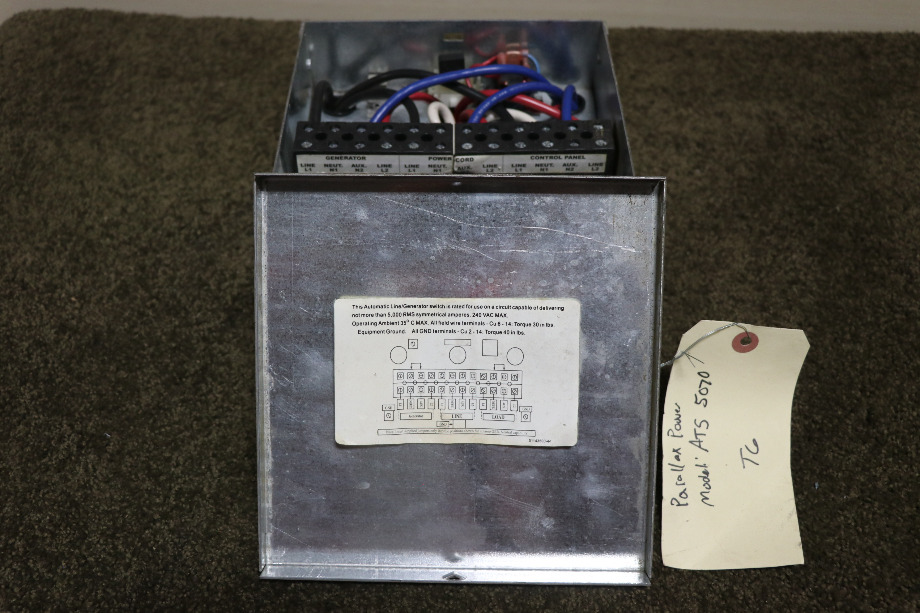 GENERATOR POWER CORD CONTROL PANEL
LINE L1 NEUT. N1 AUX. N2 LINE L2 LINE L1 NEUT. N1 AUX. LINE L2 LINE L1 NEUT. N1 AUX. N2 LINE L2
This Automatic Line/Generator switch is rated for use on a circuit capable of delivering
not more than 5,000 RMS symmetrical amperes, 240 VAC MAX.
Operating Ambient 35° C MAX. All field wire terminals - Cu 6 - 14: Torque 30 in lbs.
Equipment Ground. All GND terminals - Cu 2 - 14: Torque 40 in lbs.
LINE
LOAD
Parallax Power
Model: ATS 5070
TG